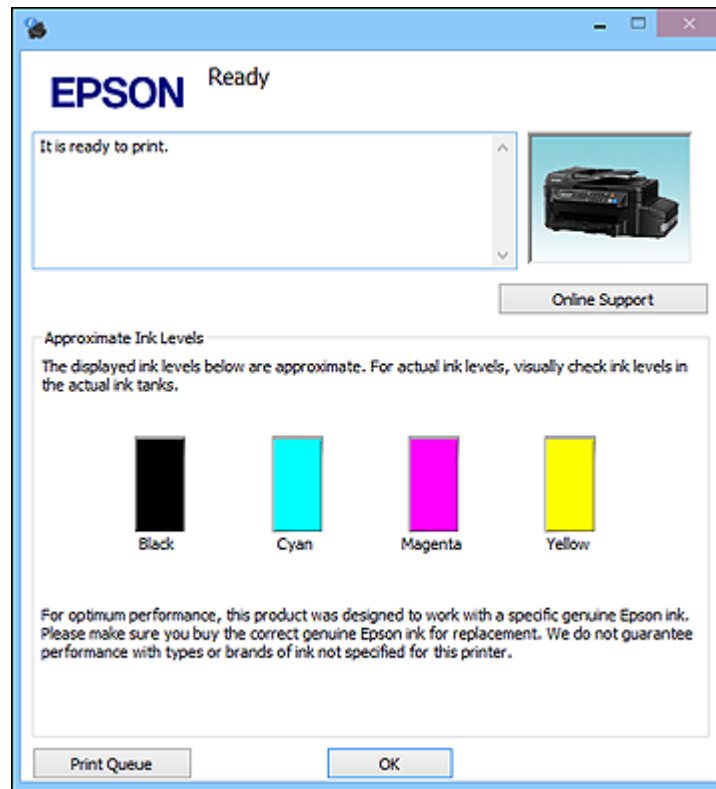 EPSON
Ready
It is ready to print.
Online Support
Approximate Ink Levels
The displayed ink levels below are approximate. For actual ink levels, visually check ink levels in
the actual ink tanks.
Black Cyan Magenta Yellow
For optimum performance, this product was designed to work with a specific genuine Epson ink.
Please make sure you buy the correct genuine Epson ink for replacement. We do not guarantee
performance with types or brands of ink not specified for this printer.
Print Queue OK